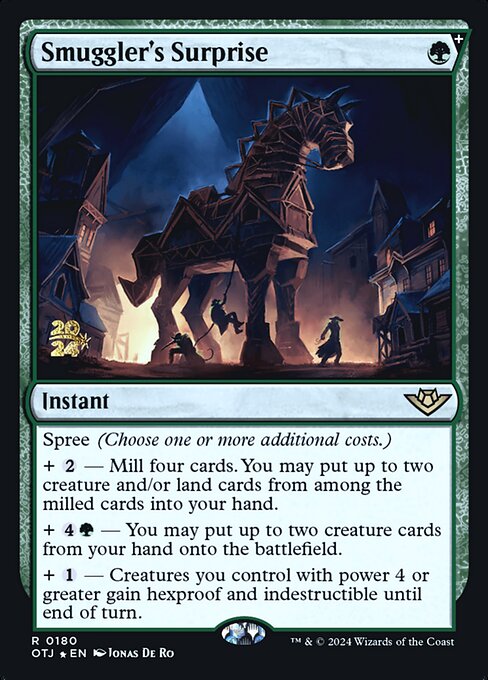 Smuggler's Surprise
20
24
Instant
Spree (Choose one or more additional costs.)
+ 2 — Mill four cards. You may put up to two
creature and/or land cards from among the
milled cards into your hand.
+ 4 — You may put up to two creature cards
from your hand onto the battlefield.
+ 1 — Creatures you control with power 4 or
greater gain hexproof and indestructible until
end of turn.
R 0180
OTJ ★ EN Jonas De Ro
™ & © 2024 Wizards of the Coast